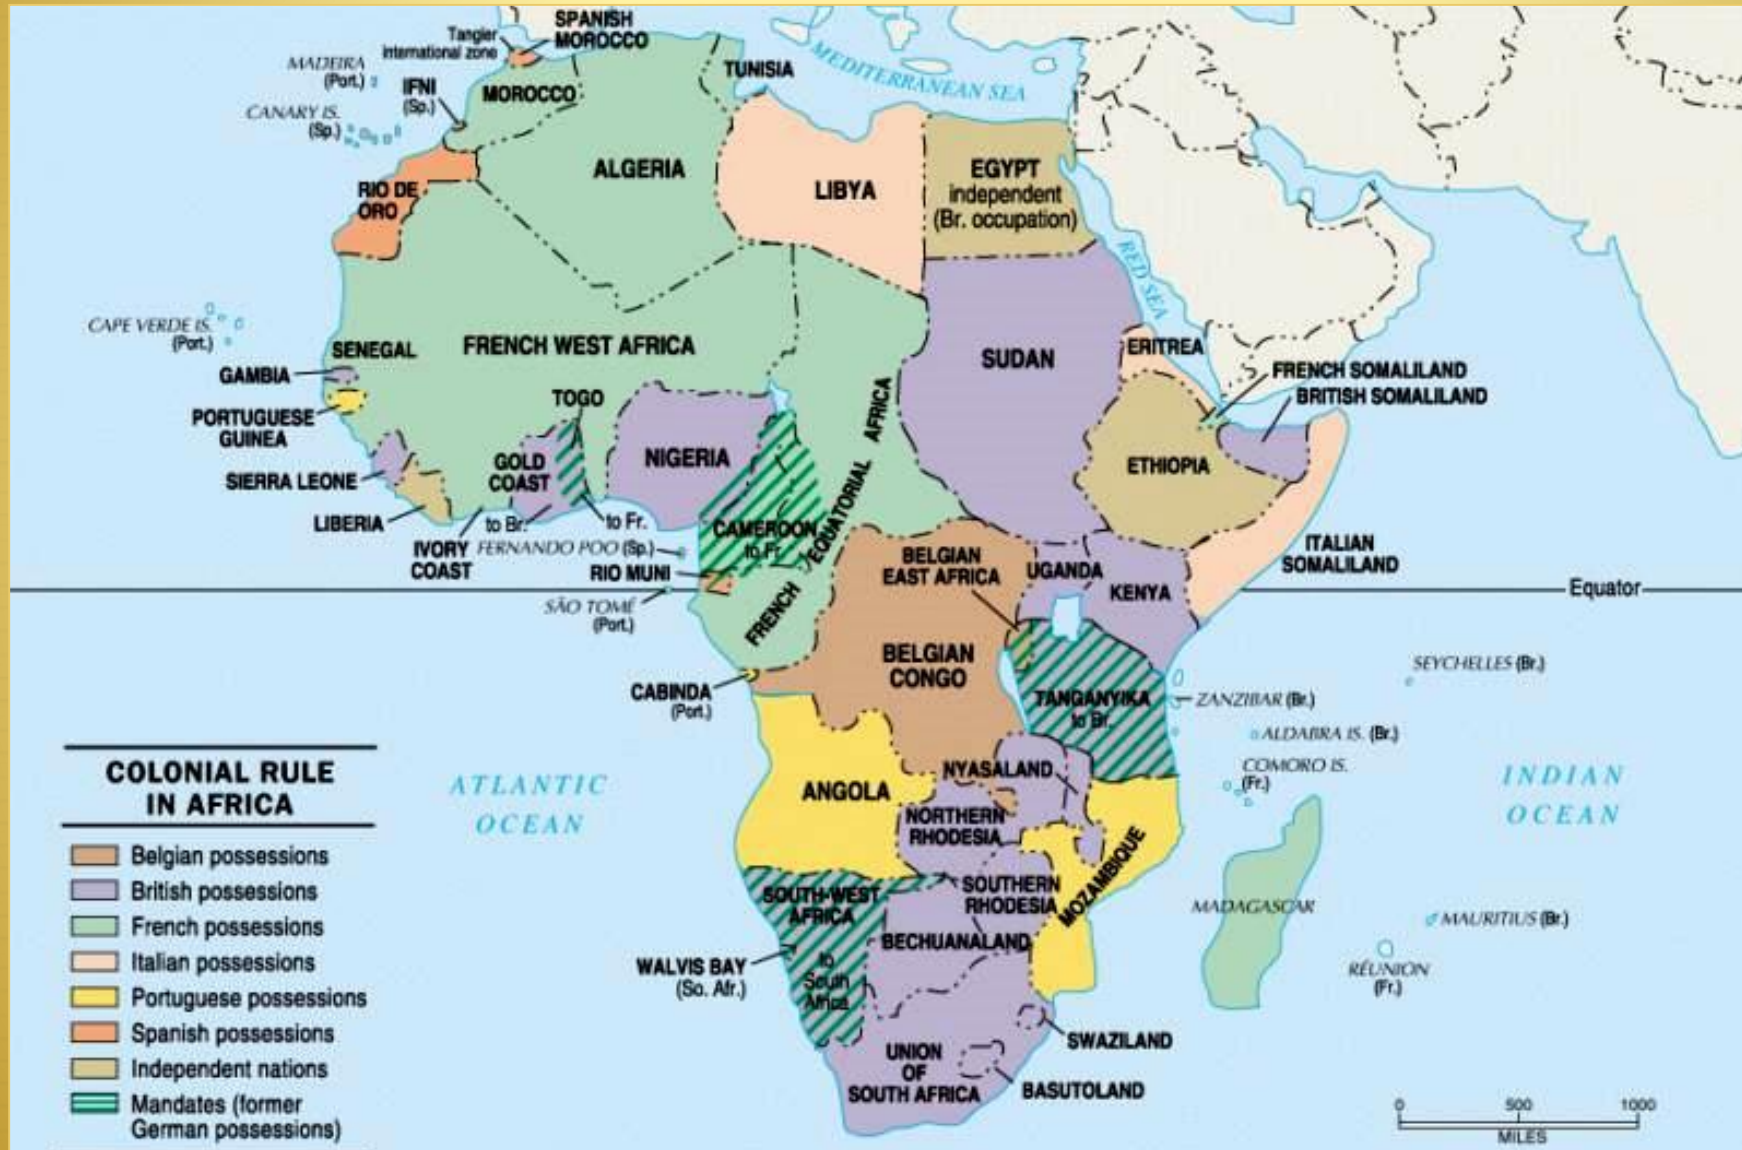 SPANISH
MOROCCO
Tangier
International zone
MADEIRA
(Port.)
IFNI
(Sp.)
CANARY IS.
(Sp.)
MOROCCO
TUNISIA
MEDITERRANEAN SEA
ALGERIA
LIBYA
EGYPT
independent
(Br. occupation)
RIO DE
ORO
RED SEA
CAPE VERDE IS.
(Port.)
SENEGAL
FRENCH WEST AFRICA
SUDAN
ERITREA
FRENCH SOMALILAND
BRITISH SOMALILAND
GAMBIA
PORTUGUESE
GUINEA
TOGO
NIGERIA
GOLD
COAST
ETHIOPIA
SIERRA LEONE
LIBERIA
to Br.
to Fr.
IVORY
COAST
FERNANDO POO (Sp.)
CAMEROON
to Fr.
FRENCH EQUATORIAL AFRICA
RIO MUNI
BELGIAN
EAST AFRICA
UGANDA
KENYA
ITALIAN
SOMALILAND
Equator
SÃO TOMÉ
(Port.)
BELGIAN
CONGO
SEYCHELLES (Br.)
CABINDA
(Port.)
TANGANYIKA
to Br.
ZANZIBAR (Br.)
ALDABRA IS. (Br.)
COMORO IS.
(Fr.)
ATLANTIC
OCEAN
INDIAN
OCEAN
ANGOLA
NYASALAND
NORTHERN
RHODESIA
MOZAMBIQUE
SOUTH-WEST
AFRICA
to
South
Africa
SOUTHERN
RHODESIA
MADAGASCAR
MAURITIUS (Br.)
BECHUANALAND
WALVIS BAY
(So. Afr.)
RÉUNION
(Fr.)
SWAZILAND
UNION
OF
SOUTH AFRICA
BASUTOLAND
COLONIAL RULE
IN AFRICA
Belgian possessions
British possessions
French possessions
Italian possessions
Portuguese possessions
Spanish possessions
Independent nations
Mandates (former
German possessions)
0 500 1000
MILES